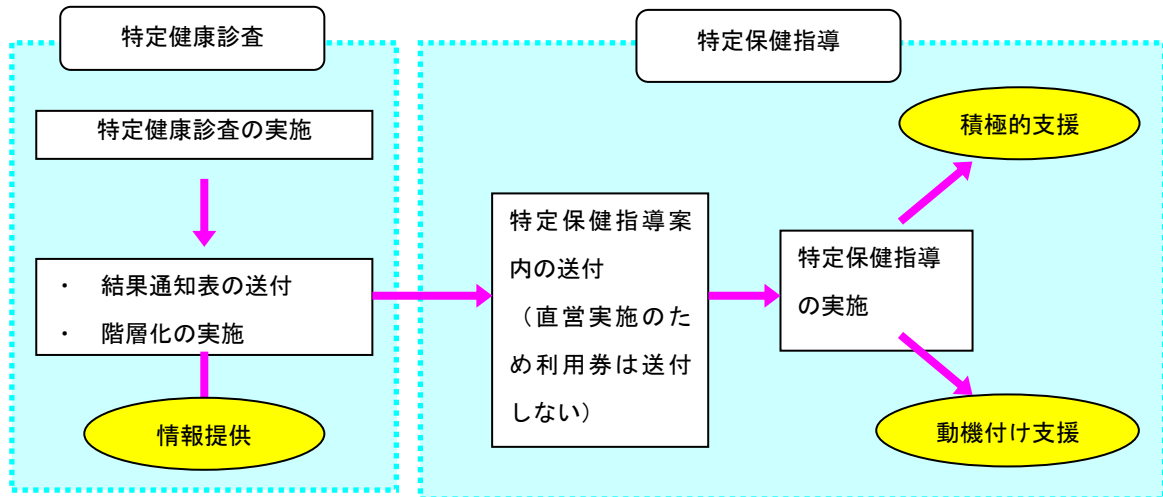 特定健康診査
特定健康診査の実施
・ 結果通知表の送付
・ 階層化の実施
情報提供
特定保健指導
特定保健指導案
内の送付
（直営実施のた
め利用券は送付
しない）
特定保健指導
の実施
積極的支援
動機付け支援